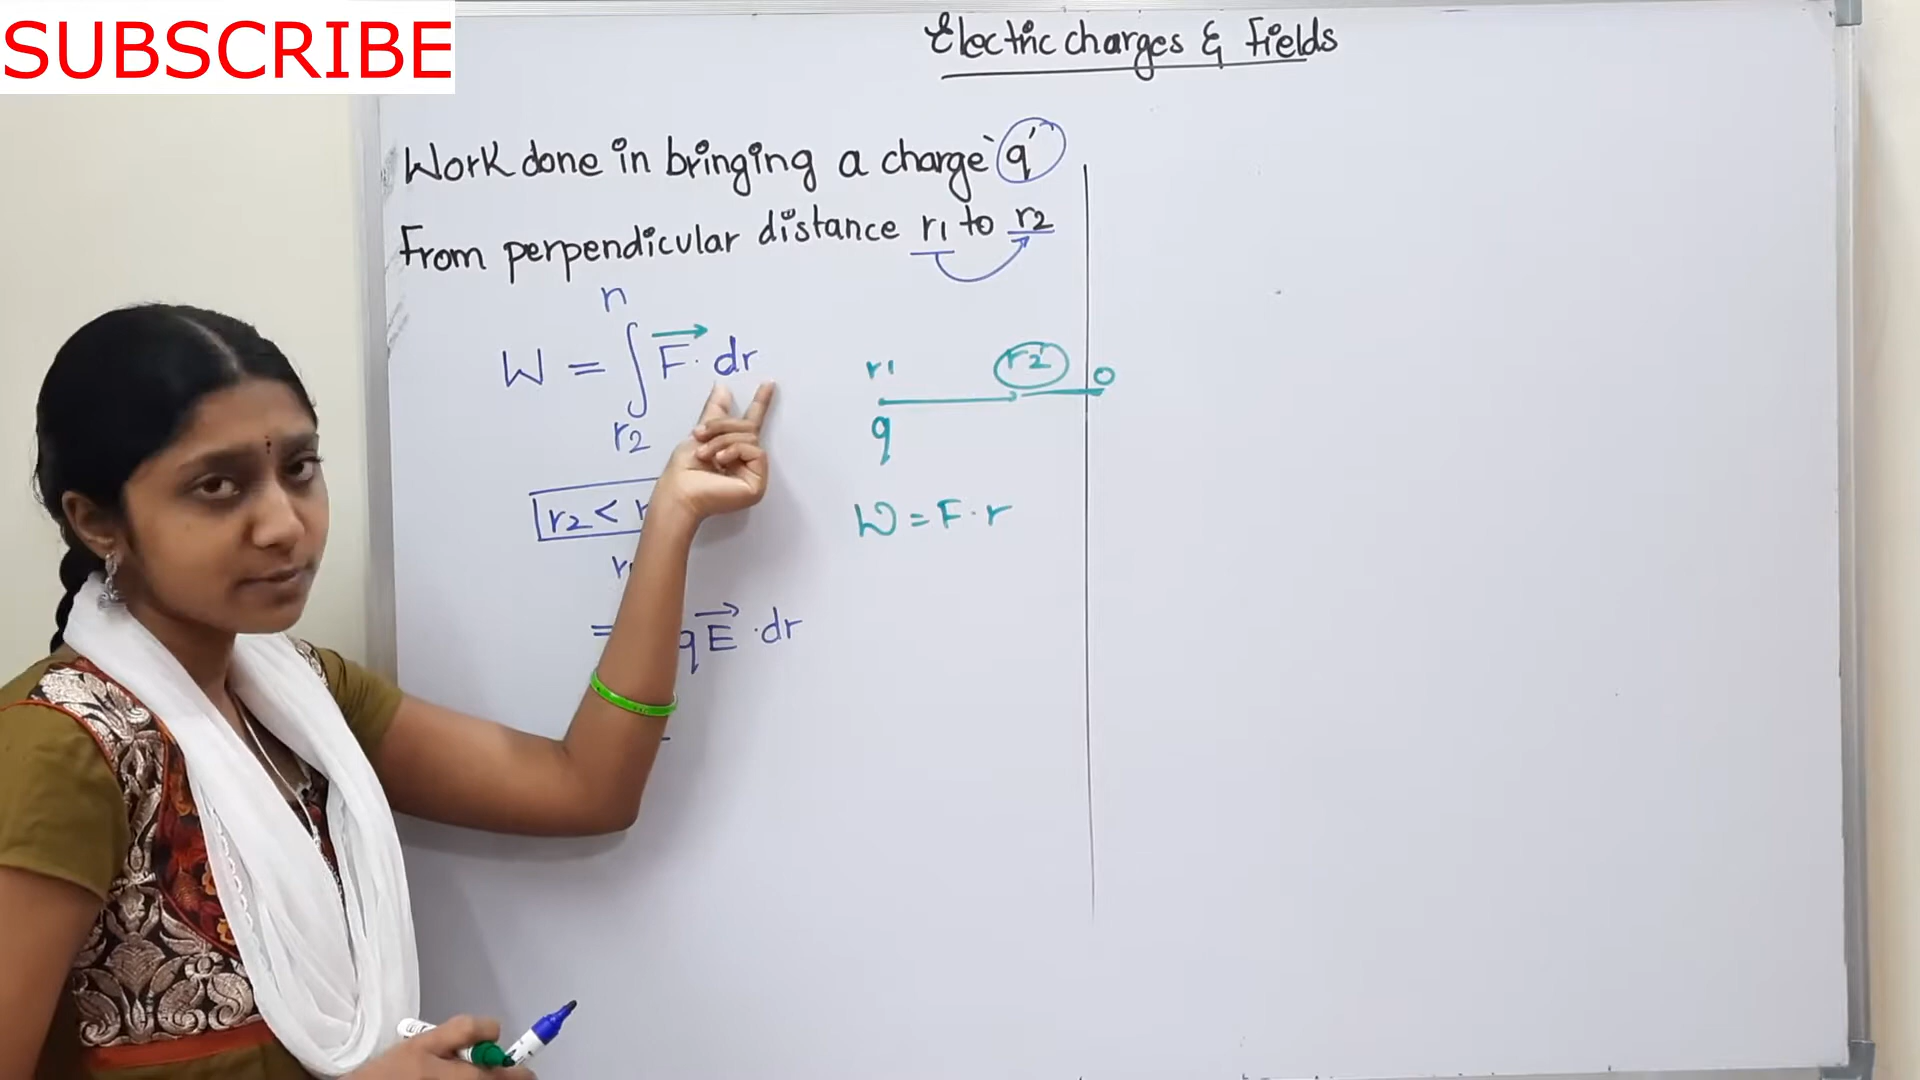 SUBSCRIBE
Electric charges & Fields
Work done in bringing a charge 'q'
From perpendicular distance r1 to r2
W = ∫ F · dr
r2
r1 r2 0
q
r2 <
W = F · r
= qE · dr